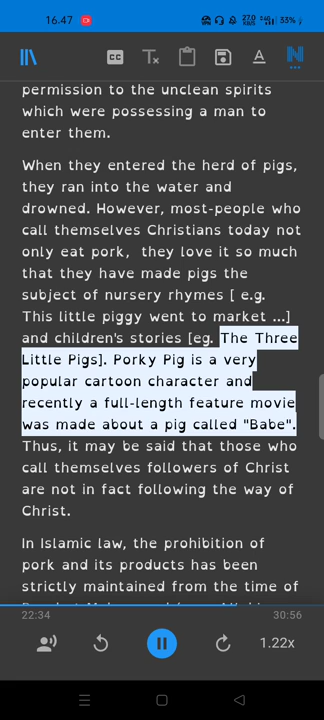 16.47
27.0
KB/S
33%
CC
permission to the unclean spirits
which were possessing a man to
enter them.
When they entered the herd of pigs,
they ran into the water and
drowned. However, most-people who
call themselves Christians today not
only eat pork, they love it so much
that they have made pigs the
subject of nursery rhymes [ e.g.
This little piggy went to market ...]
and children's stories [eg. The Three
Little Pigs]. Porky Pig is a very
popular cartoon character and
recently a full-length feature movie
was made about a pig called "Babe".
Thus, it may be said that those who
call themselves followers of Christ
are not in fact following the way of
Christ.
In Islamic law, the prohibition of
pork and its products has been
strictly maintained from the time of
22:34
30:56
1.22x